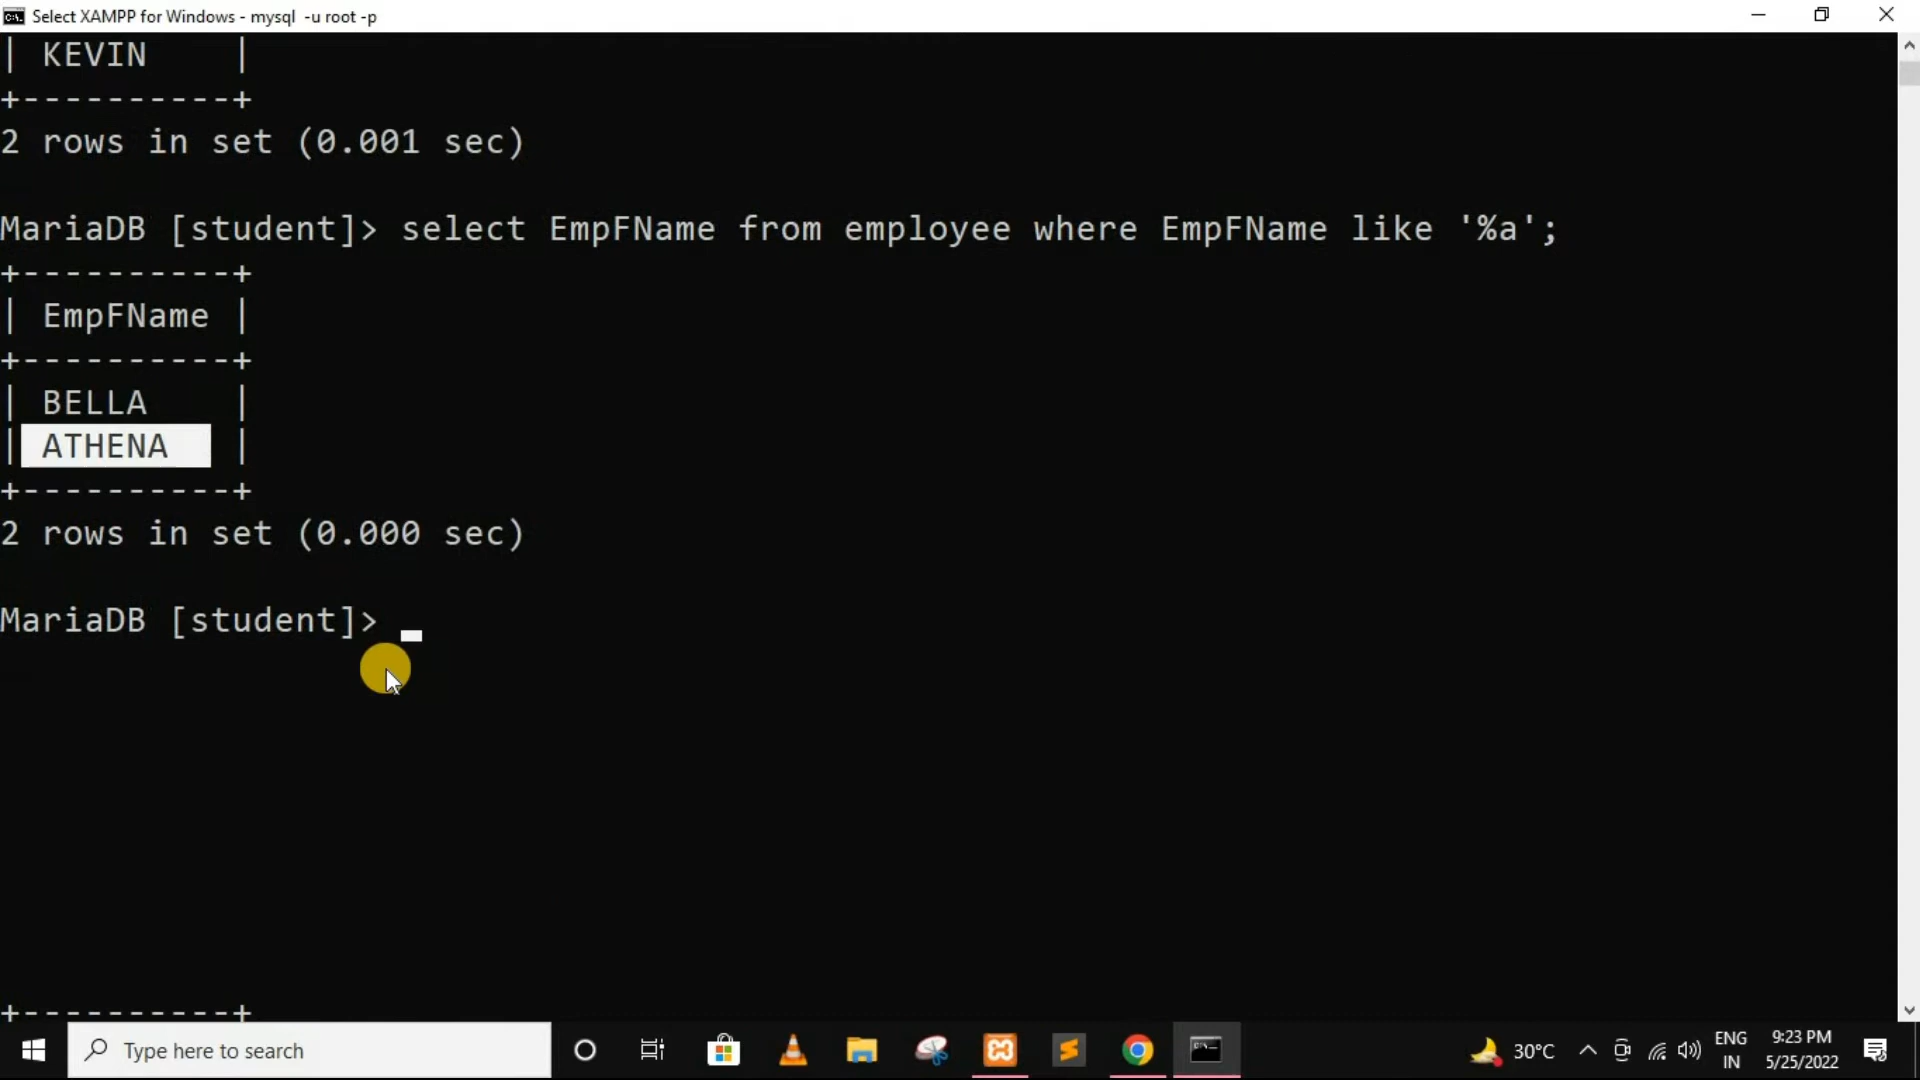 Select XAMPP for Windows - mysql -u root -p
| KEVIN    |
+----------+
2 rows in set (0.001 sec)
MariaDB [student]> select EmpFName from employee where EmpFName like '%a';
+----------+
| EmpFName |
+----------+
| BELLA    |
| ATHENA   |
+----------+
2 rows in set (0.000 sec)
MariaDB [student]>
+----------+
Type here to search
30°C
ENG
IN
9:23 PM
5/25/2022